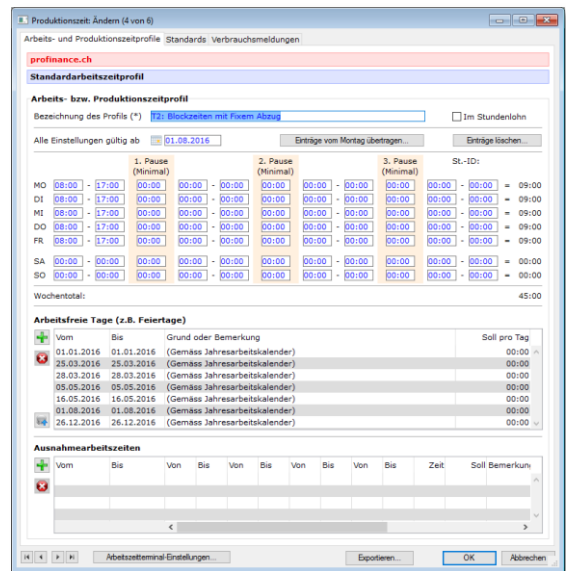 Produktionszeit: Ändern (4 von 6)
Arbeits- und Produktionszeitprofile Standards Verbrauchsmeldungen
profinance.ch
Standardarbeitszeitprofil
Arbeits- bzw. Produktionszeitprofil
Bezeichnung des Profils (*) T2: Blockzeiten mit Fixem Abzug Im Stundenlohn
Alle Einstellungen gültig ab 01.08.2016 Einträge vom Montag übertragen... Einträge löschen...
1. Pause 2. Pause 3. Pause St.-ID:
(Minimal) (Minimal) (Minimal)
MO 08:00 - 17:00 00:00 00:00 - 00:00 00:00 00:00 - 00:00 00:00 00:00 - 00:00 = 09:00
DI 08:00 - 17:00 00:00 00:00 - 00:00 00:00 00:00 - 00:00 00:00 00:00 - 00:00 = 09:00
MI 08:00 - 17:00 00:00 00:00 - 00:00 00:00 00:00 - 00:00 00:00 00:00 - 00:00 = 09:00
DO 08:00 - 17:00 00:00 00:00 - 00:00 00:00 00:00 - 00:00 00:00 00:00 - 00:00 = 09:00
FR 08:00 - 17:00 00:00 00:00 - 00:00 00:00 00:00 - 00:00 00:00 00:00 - 00:00 = 09:00
SA 00:00 - 00:00 00:00 00:00 - 00:00 00:00 00:00 - 00:00 00:00 00:00 - 00:00 = 00:00
SO 00:00 - 00:00 00:00 00:00 - 00:00 00:00 00:00 - 00:00 00:00 00:00 - 00:00 = 00:00
Wochentotal: 45:00
Arbeitsfreie Tage (z.B. Feiertage)
Vom Bis Grund oder Bemerkung Soll pro Tag
01.01.2016 01.01.2016 (Gemäss Jahresarbeitskalender) 00:00
25.03.2016 25.03.2016 (Gemäss Jahresarbeitskalender) 00:00
28.03.2016 28.03.2016 (Gemäss Jahresarbeitskalender) 00:00
05.05.2016 05.05.2016 (Gemäss Jahresarbeitskalender) 00:00
16.05.2016 16.05.2016 (Gemäss Jahresarbeitskalender) 00:00
01.08.2016 01.08.2016 (Gemäss Jahresarbeitskalender) 00:00
26.12.2016 26.12.2016 (Gemäss Jahresarbeitskalender) 00:00
Ausnahmearbeitszeiten
Vom Bis Von Bis Von Bis Von Bis Von Bis Zeit Soll Bemerkung
Arbeitszeitterminal-Einstellungen... Exportieren... OK Abbrechen